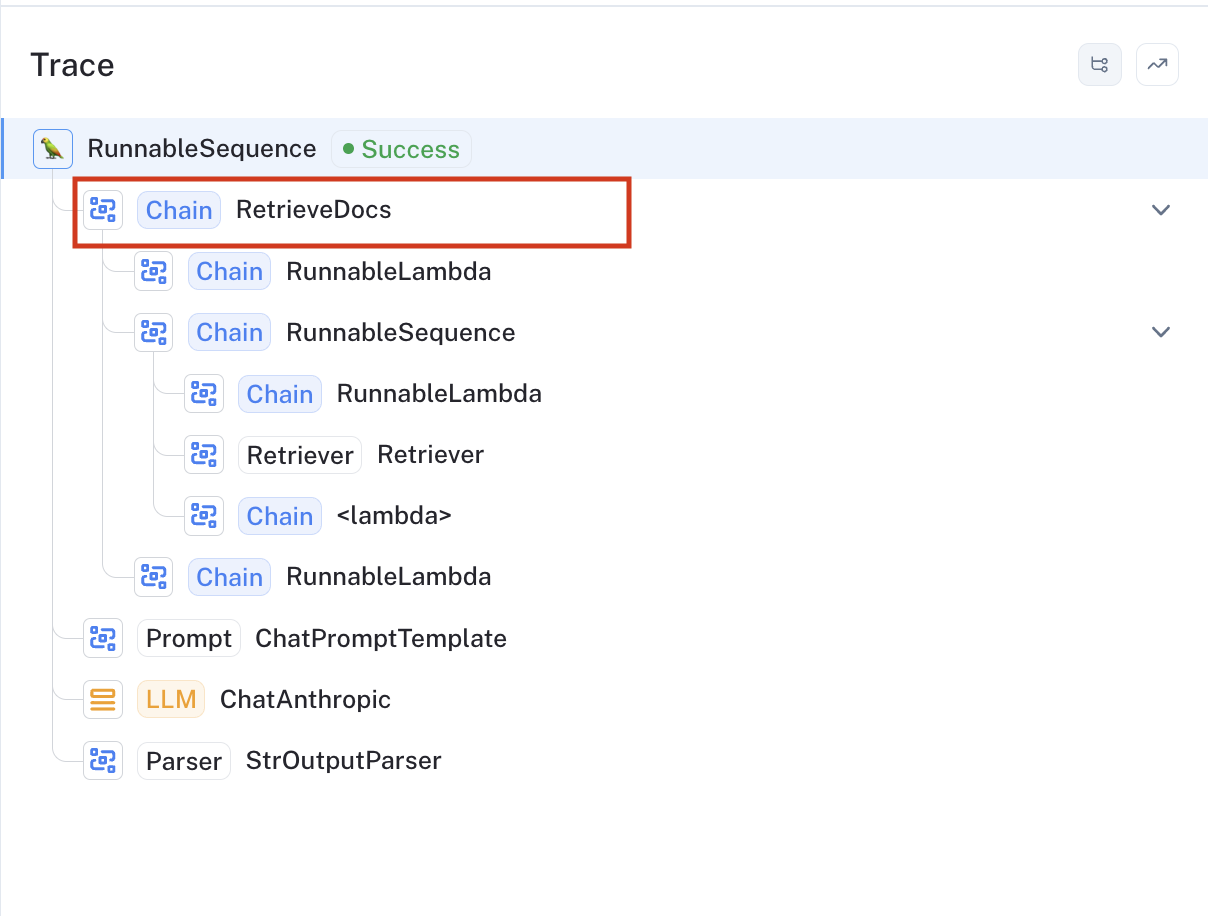 Trace
RunnableSequence Success
Chain RetrieveDocs
Chain RunnableLambda
Chain RunnableSequence
Chain RunnableLambda
Retriever Retriever
Chain <lambda>
Chain RunnableLambda
Prompt ChatPromptTemplate
LLM ChatAnthropic
Parser StrOutputParser